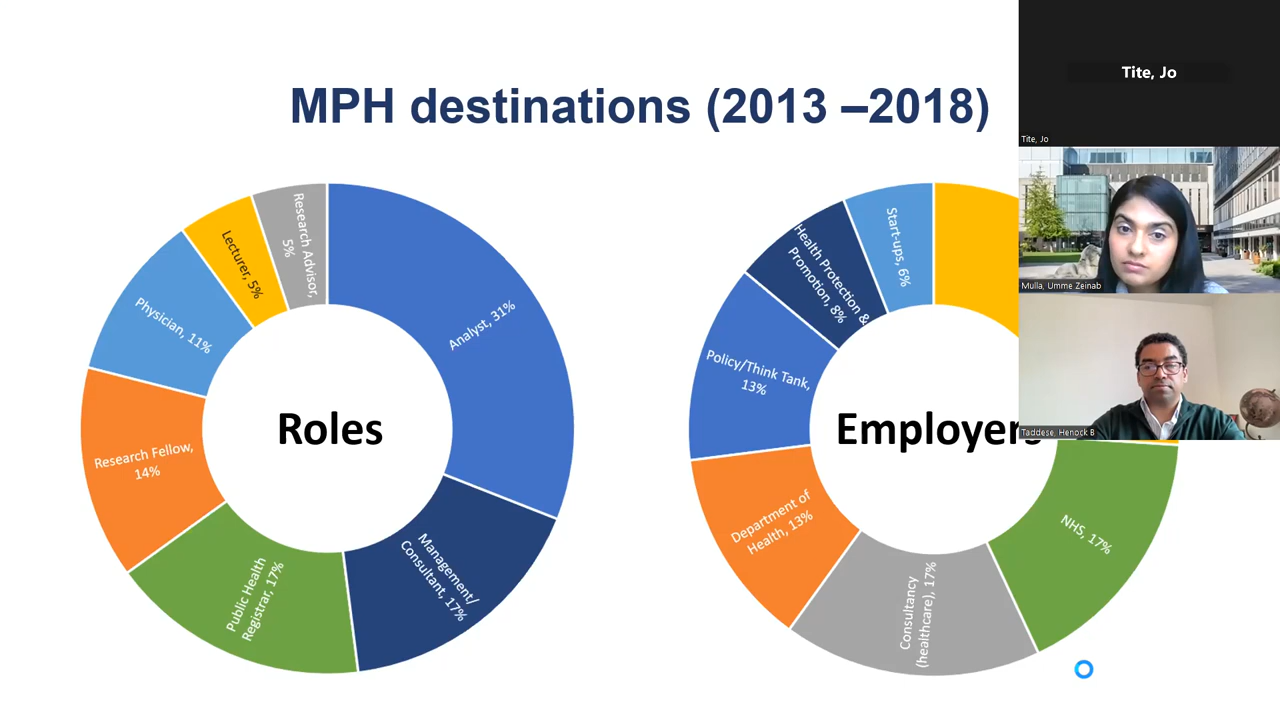 MPH destinations (2013 –2018)
Research Advisor,
5%
Lecturer, 5%
Physician, 11%
Analyst, 31%
Research Fellow,
14%
Roles
Public Health
Registrar, 17%
Management/
Consultant, 17%
Start-ups, 6%
Health Protection &
Promotion, 8%
Policy/Think Tank,
13%
Employers
Department of
Health, 13%
Consultancy
(healthcare), 17%
NHS, 17%
Tite, Jo
Tite, Jo
Mulla, Umme Zeinab
Taddese, Henock B